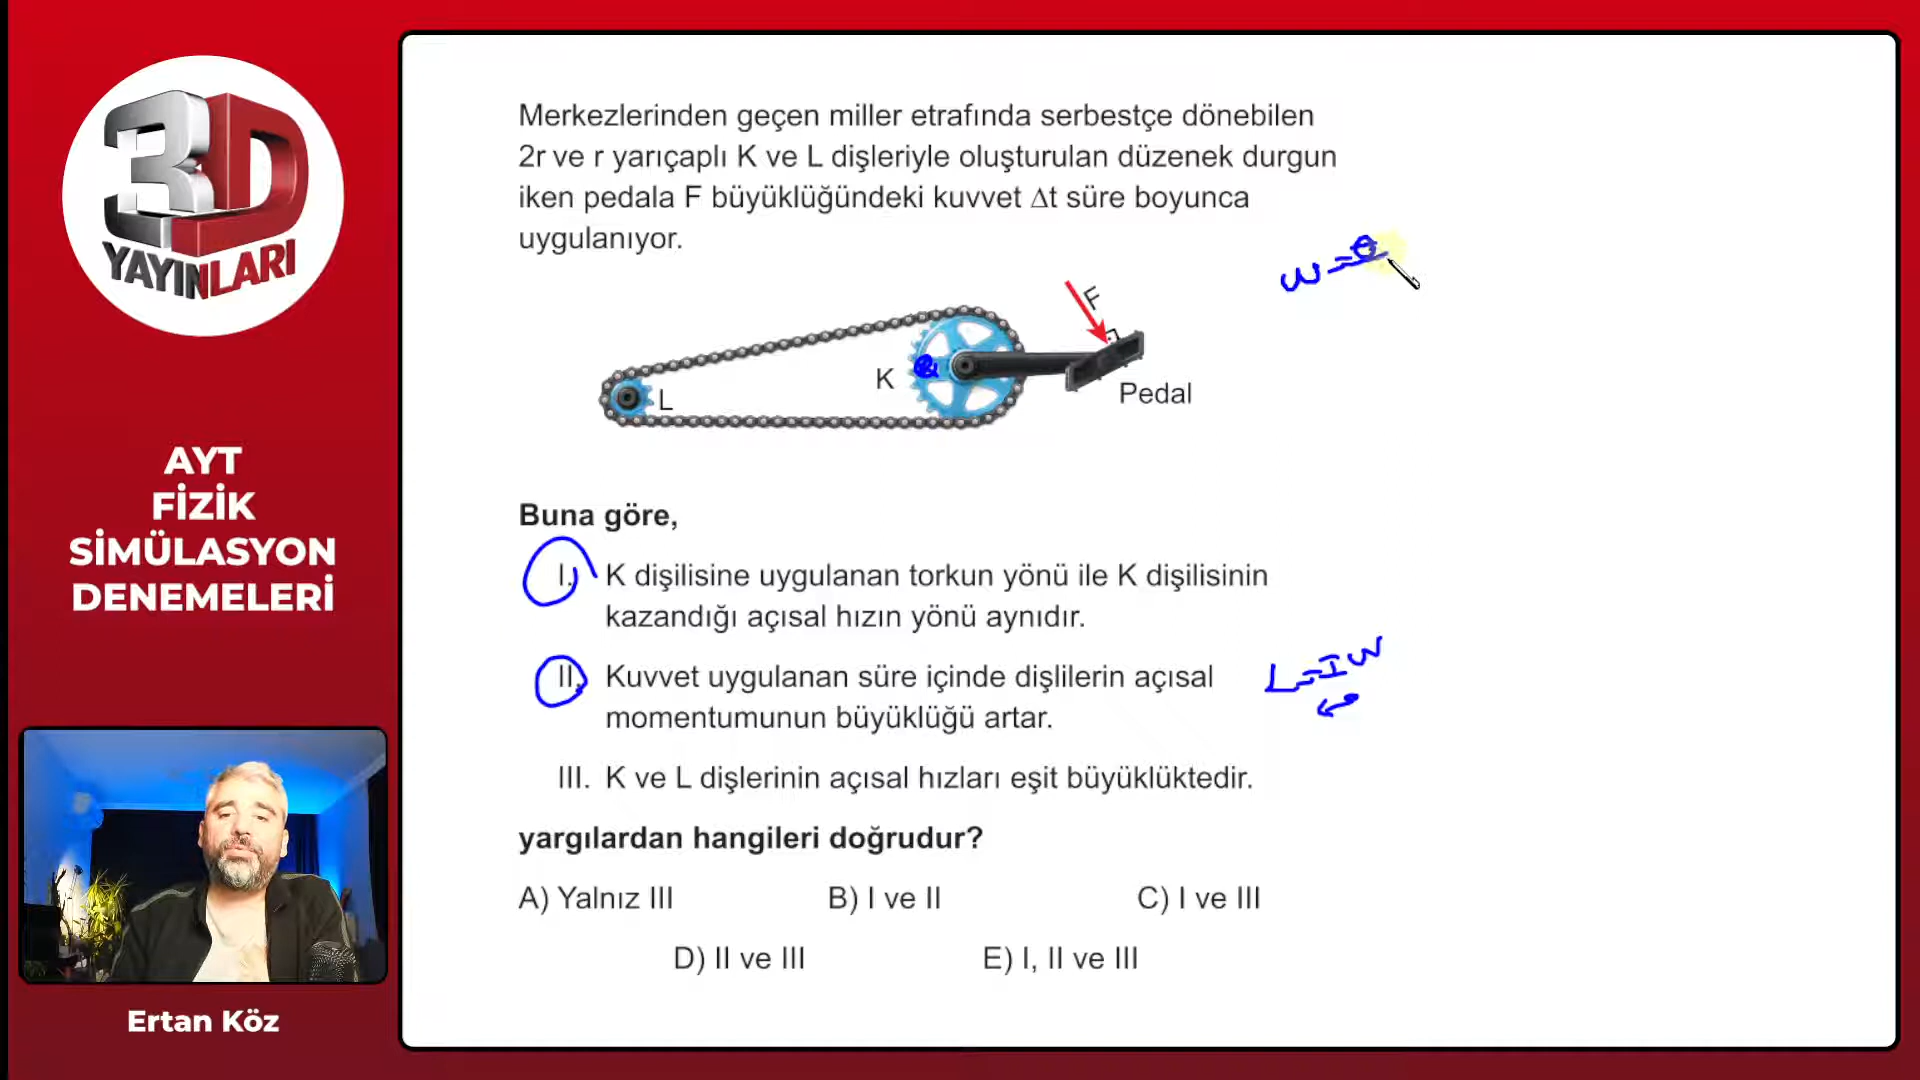 3D
YAYINLARI
AYT
FİZİK
SİMÜLASYON
DENEMELERİ
Ertan Köz
Merkezlerinden geçen miller etrafında serbestçe dönebilen
2r ve r yarıçaplı K ve L dişleriyle oluşturulan düzenek durgun
iken pedala F büyüklüğündeki kuvvet Δt süre boyunca
uygulanıyor.
w = θ
F
K
L
Pedal
Buna göre,
I. K dişilisine uygulanan torkun yönü ile K dişilisinin
kazandığı açısal hızın yönü aynıdır.
II. Kuvvet uygulanan süre içinde dişlilerin açısal
momentumunun büyüklüğü artar.
L = I w
III. K ve L dişlerinin açısal hızları eşit büyüklüktedir.
yargılardan hangileri doğrudur?
A) Yalnız III B) I ve II C) I ve III
D) II ve III E) I, II ve III